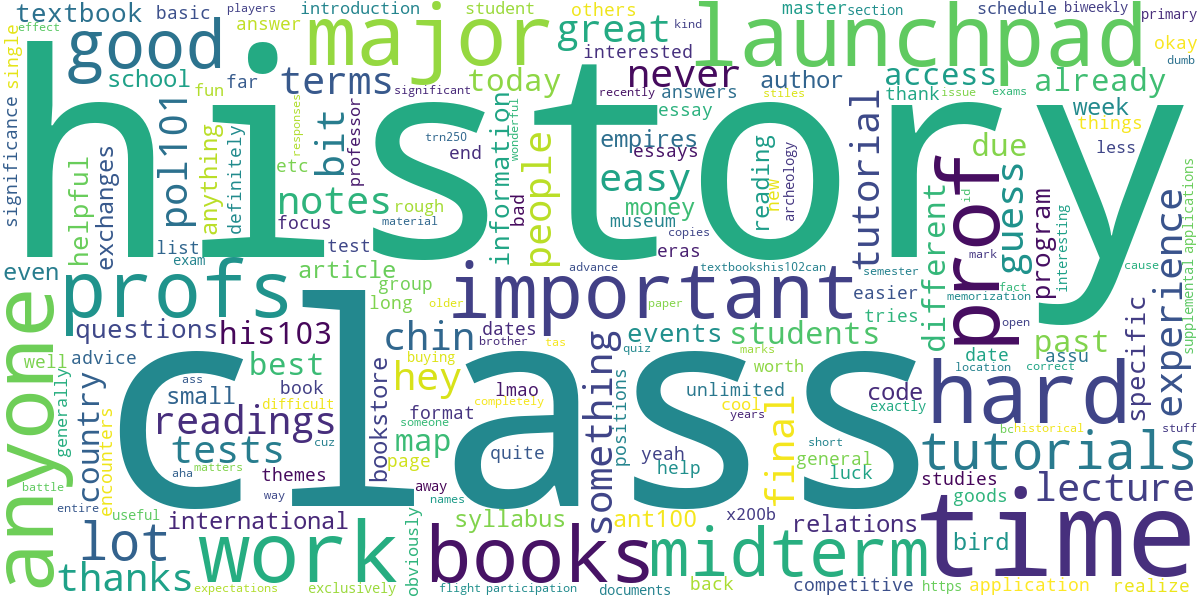 history
class
launchpad
major
good
great
important
profs
prof
hard
time
books
work
midterm
anyone
tutorials
tutorial
lecture
readings
tests
lot
thanks
notes
easy
people
never
today
terms
textbook
basic
players
introduction
student
others
master
section
schedule
biweekly
primary
effect
answer
interested
okay
dumb
kind
single
school
far
fun
significant
recently
answers
author
access
already
stiles
issue
exams
thank
week
things
less
significance
pol101
bit
professor
responses
trn250
information
wonderful
essay
empires
essays
end
etc
anything
definitely
helpful
exchanges
rough
focus
material
bad
museum
money
copies
eras
reading
new
archeology
due
guess
different
program
id
interesting
experience
supplemental applications
list
test
exam
even
article
group
long
older
advance
textbookshis102can
semester
mark
fact
cause
memorization
easier
tries
open
past
questions
his103
chin
dates
brother
paper
tas
something
events
students
quiz
marks
worth
assu
date
location
correct
specific
well
advice
best
hey
buying
generally
country
ass
small
book
difficult
cuz
bookstore
format
lmao
completely
someone
positions
unlimited
cool
years
code
exactly
bc
historical
stuff
encounters
aha
matters
themes
way
map
page
quite
yeah
help
final
general
short
luck
studies
goods
battle
entire
useful
international
away
names
syllabus
ant100
x200b
relations
bird
obviously
expectations
exclusively
flight
participation
documents
back
competitive
https
application
realize